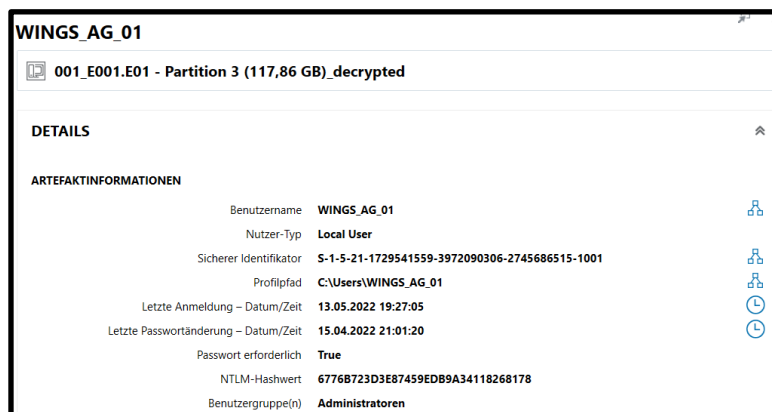 WINGS_AG_01
001_E001.E01 - Partition 3 (117,86 GB)_decrypted
DETAILS
ARTEFAKTINFORMATIONEN
Benutzername WINGS_AG_01
Nutzer-Typ Local User
Sicherer Identifikator S-1-5-21-1729541559-3972090306-2745686515-1001
Profilpfad C:\Users\WINGS_AG_01
Letzte Anmeldung – Datum/Zeit 13.05.2022 19:27:05
Letzte Passwortänderung – Datum/Zeit 15.04.2022 21:01:20
Passwort erforderlich True
NTLM-Hashwert 6776B723D3E87459EDB9A34118268178
Benutzergruppe(n) Administratoren